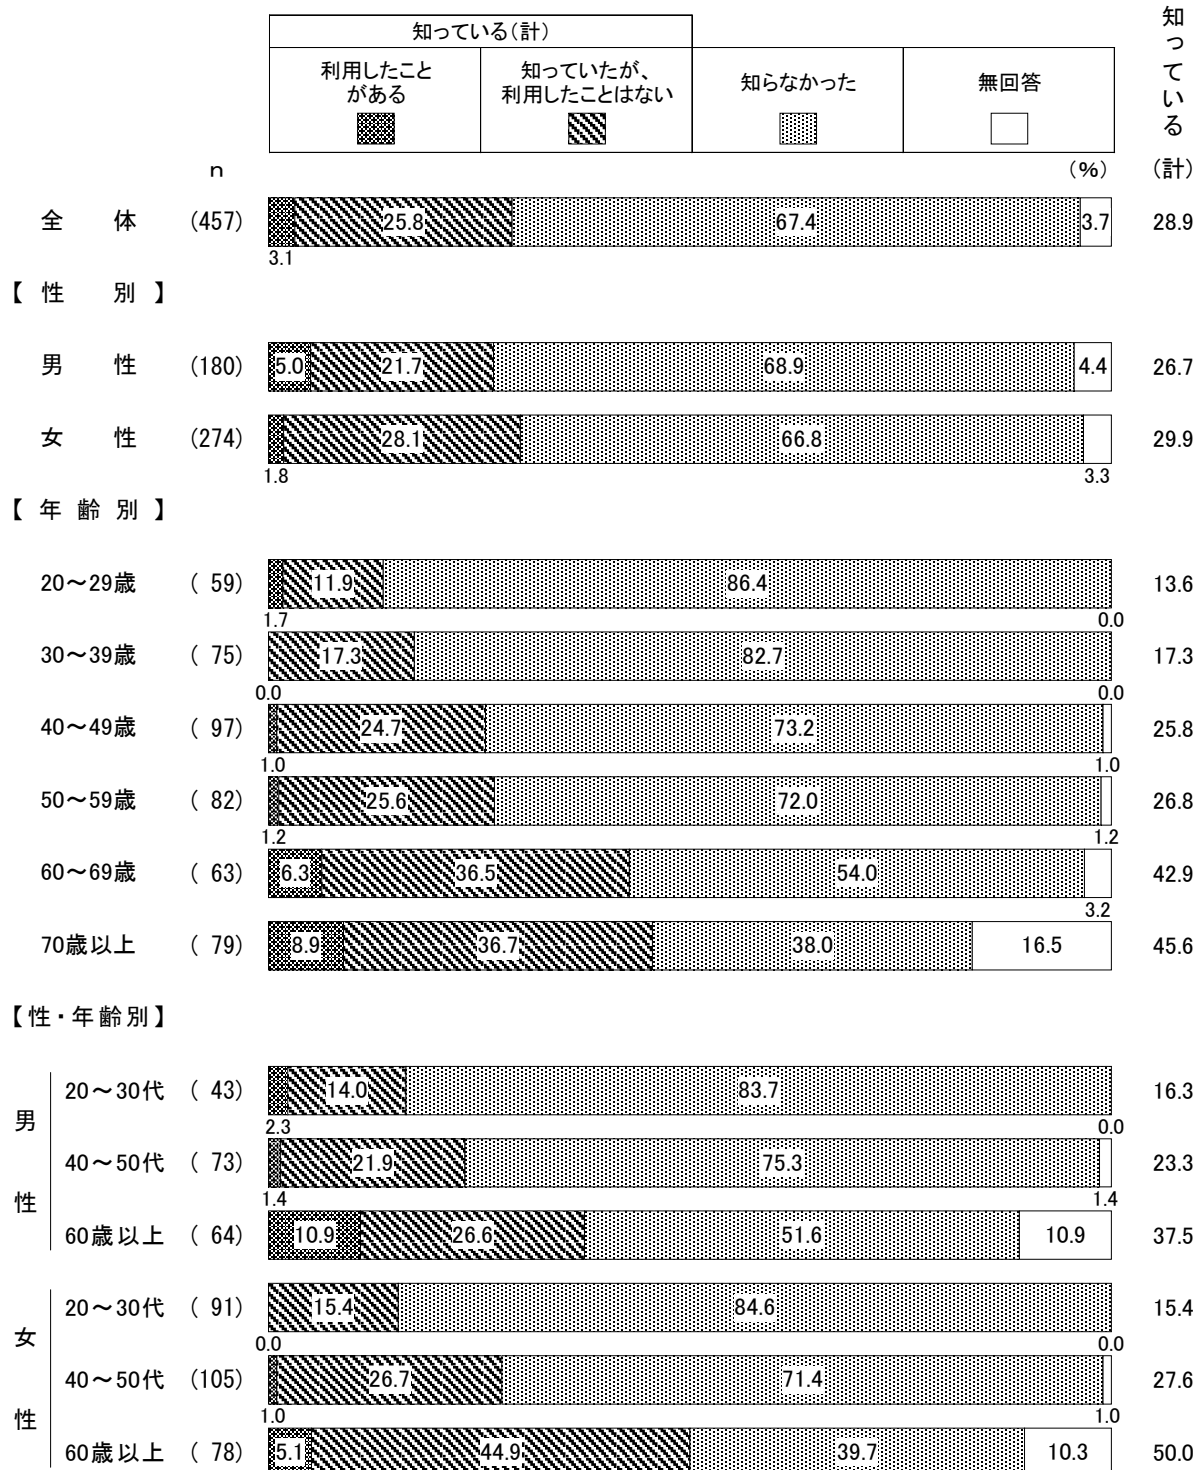 知っている(計)
利用したこと
がある
知っていたが、
利用したことはない
知らなかった
無回答
知っている
(計)
n
(%)
全 体 (457) 25.8 67.4 3.7 28.9
3.1
【 性 別 】
男 性 (180) 5.0 21.7 68.9 4.4 26.7
女 性 (274) 28.1 66.8 29.9
1.8 3.3
【 年 齢 別 】
20～29歳 ( 59) 11.9 86.4 13.6
1.7 0.0
30～39歳 ( 75) 17.3 82.7 17.3
0.0 0.0
40～49歳 ( 97) 24.7 73.2 25.8
1.0 1.0
50～59歳 ( 82) 25.6 72.0 26.8
1.2 1.2
60～69歳 ( 63) 6.3 36.5 54.0 42.9
3.2
70歳以上 ( 79) 8.9 36.7 38.0 16.5 45.6
【性・年齢別】
男性
20～30代 ( 43) 14.0 83.7 16.3
2.3 0.0
40～50代 ( 73) 21.9 75.3 23.3
1.4 1.4
60歳以上 ( 64) 10.9 26.6 51.6 10.9 37.5
女性
20～30代 ( 91) 15.4 84.6 15.4
0.0 0.0
40～50代 (105) 26.7 71.4 27.6
1.0 1.0
60歳以上 ( 78) 5.1 44.9 39.7 10.3 50.0